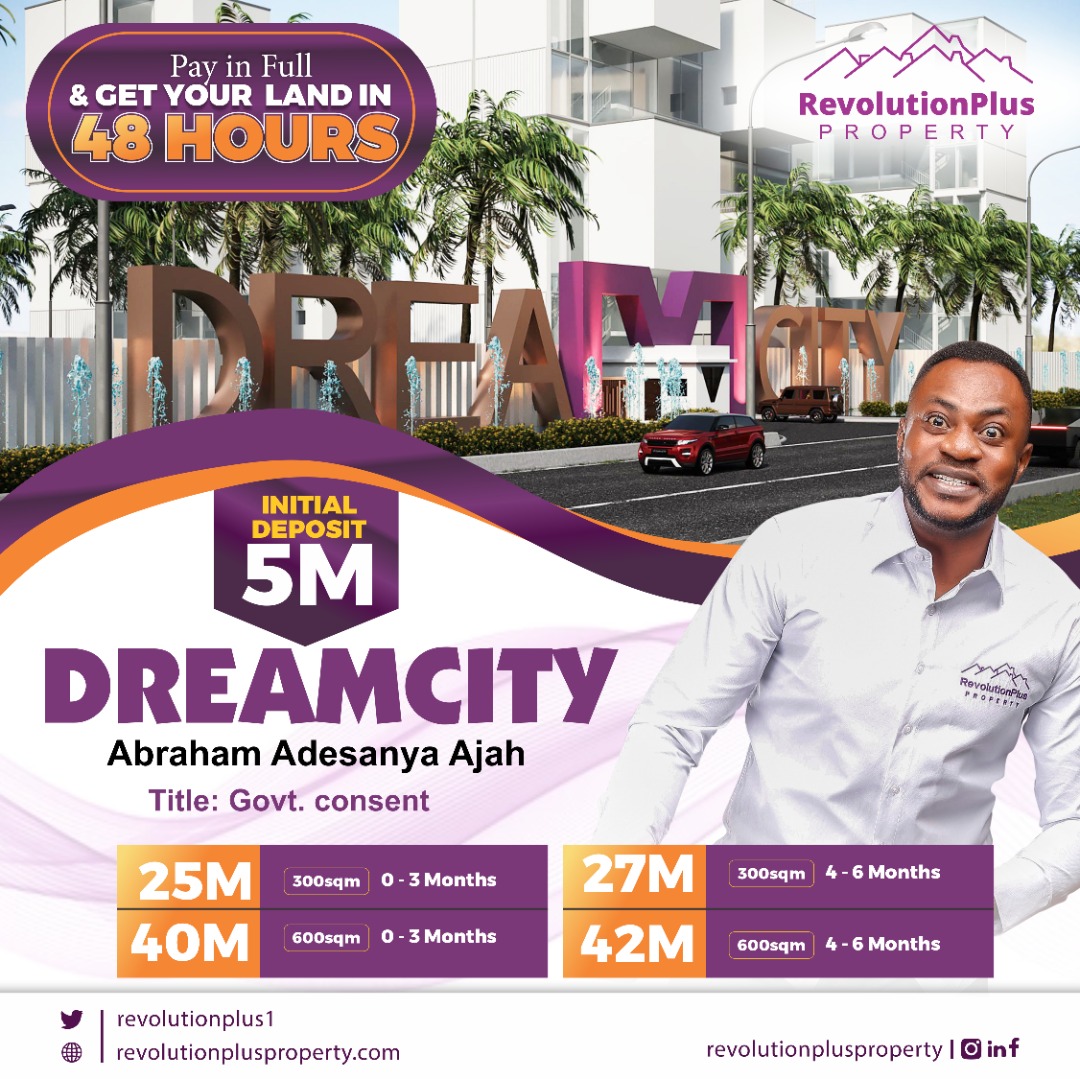 Pay in Full
& GET YOUR LAND IN
48 HOURS
RevolutionPlus
PROPERTY
DREAM CITY
INITIAL
DEPOSIT
5M
DREAMCITY
Abraham Adesanya Ajah
Title: Govt. consent
RevolutionPlus
PROPERTY
25M 300sqm 0 - 3 Months
40M 600sqm 0 - 3 Months
27M 300sqm 4 - 6 Months
42M 600sqm 4 - 6 Months
revolutionplus1
revolutionplusproperty.com
revolutionplusproperty |